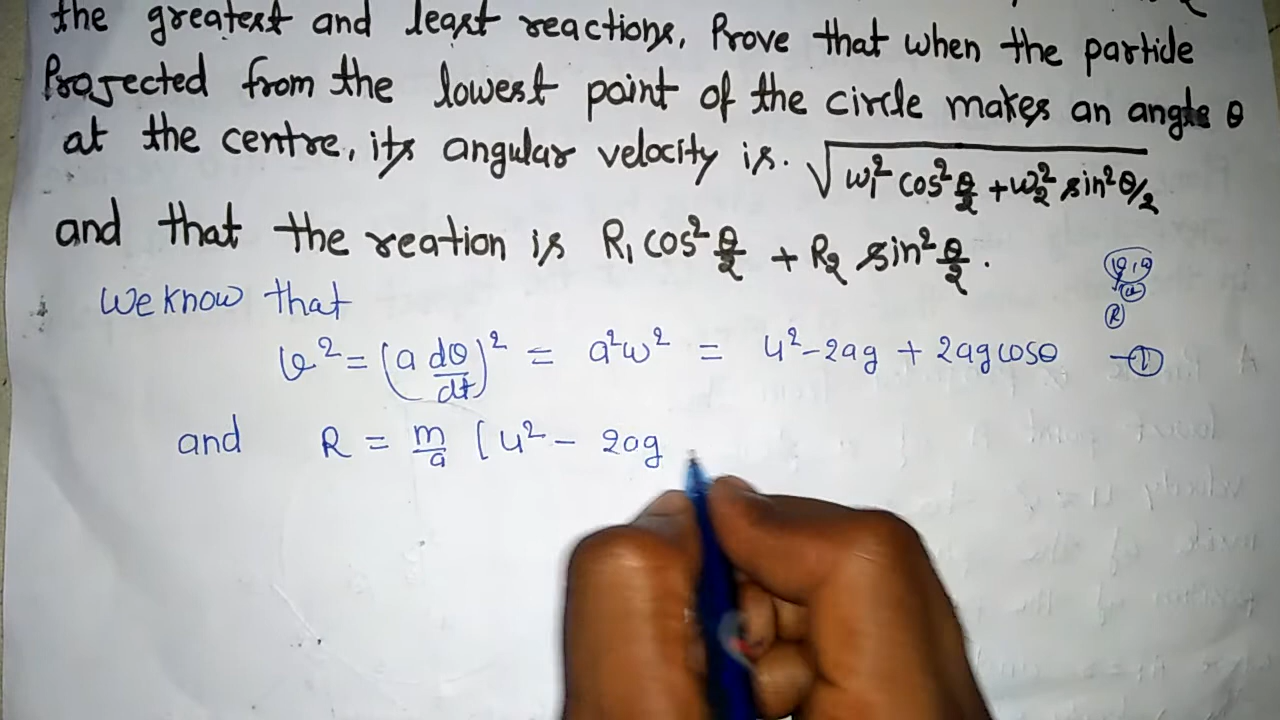 the greatest and least reactions, Prove that when the particle
Projected from the lowest point of the circle makes an angle θ
at the centre, its angular velocity is. √(ω₁² cos² θ/2 + ω₂² sin² θ/2)
and that the reation is R₁ cos² θ/2 + R₂ sin² θ/2.
We know that
v² = (a dθ/dt)² = a²ω² = u² - 2ag + 2ag cosθ —①
and R = m/a [u² - 2ag